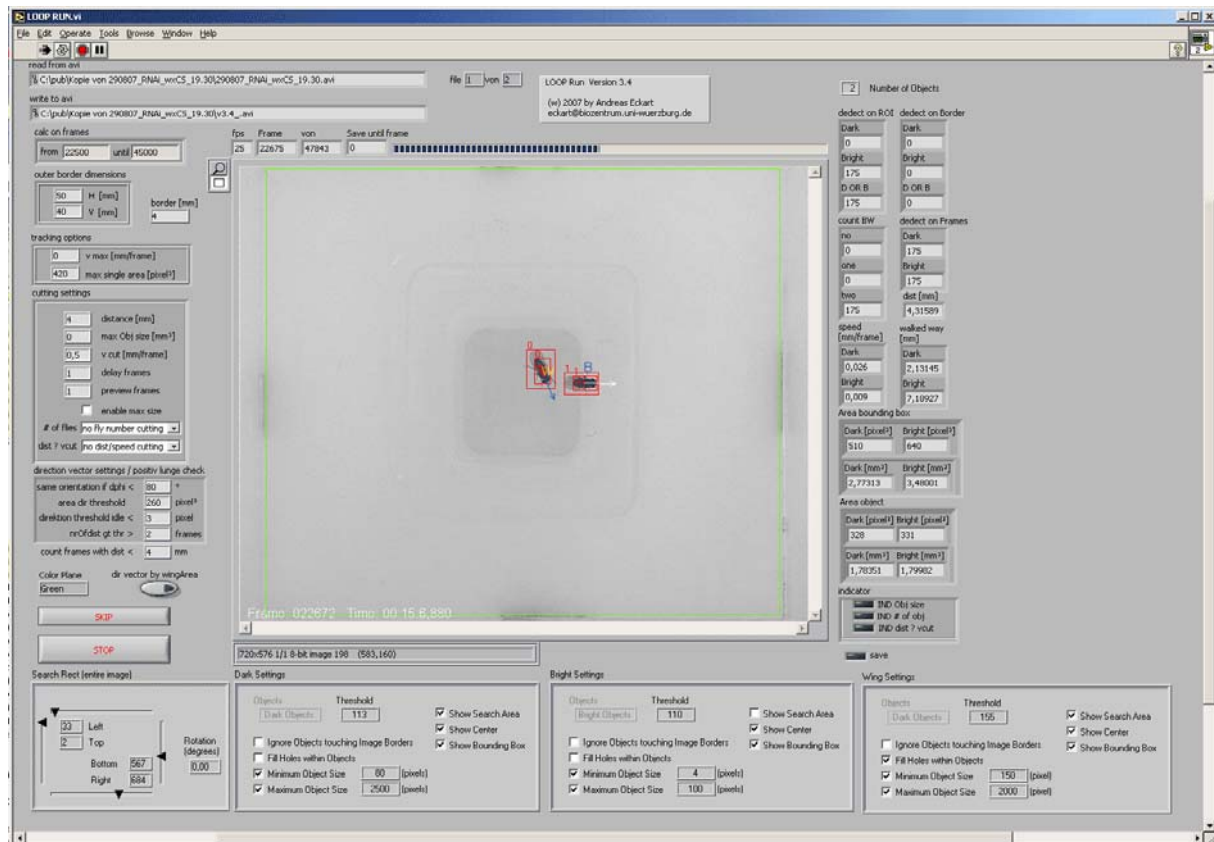 LOOP RUN.vi
File Edit Operate Tools Browse Window Help
read from avi
C:\pub\Kopie von 290807_RNAi_wxCS_19.30\290807_RNAi_wxCS_19.30.avi
file 1 von 2
write to avi
C:\pub\Kopie von 290807_RNAi_wxCS_19.30\v3.4_.avi
LOOP Run Version 3.4
(w) 2007 by Andreas Eckart
eckart@biozentrum.uni-wuerzburg.de
calc on frames
from 22500 until 45000
fps Frame von Save until frame
25 22675 47843 0
outer border dimensions
50 H [mm]
40 V [mm]
border [mm]
4
tracking options
0 v max [mm/frame]
420 max single area [pixel²]
cutting settings
4 distance [mm]
0 max Obj size [mm²]
0,5 v cut [mm/frame]
1 delay frames
1 preview frames
enable max size
# of flies no fly number cutting
dist ? vcut no dist/speed cutting
direction vector settings / positiv lunge check
same orientation if dphi < 80 °
area dir threshold 260 pixel²
direktion threshold idle < 3 pixel
nrOfdist gt thr > 2 frames
count frames with dist < 4 mm
Color Plane
Green
dir vector by wingArea
SKIP
STOP
0
1
B
Frame: 022672 Time: 00:15:6,880
720x576 1/1 8-bit image 198 (583,160)
2 Number of Objects
dedect on ROI dedect on Border
Dark Dark
0 0
Bright Bright
175 0
D OR B D OR B
175 0
count BW dedect on Frames
no Dark
0 175
one Bright
0 175
two dist [mm]
175 4,31589
speed [mm/frame] walked way [mm]
Dark Dark
0,026 2,13145
Bright Bright
0,009 7,18927
Area bounding box
Dark [pixel²] Bright [pixel²]
510 640
Dark [mm²] Bright [mm²]
2,77313 3,48001
Area object
Dark [pixel²] Bright [pixel²]
328 331
Dark [mm²] Bright [mm²]
1,78351 1,79982
indicator
IND Obj size
IND # of obj
IND dist ? vcut
save
Search Rect (entire image)
33 Left
2 Top
Bottom 567
Right 684
Rotation (degrees)
0,00
Dark Settings
Objects Threshold
Dark Objects 113
Show Search Area
Show Center
Show Bounding Box
Ignore Objects touching Image Borders
Fill Holes within Objects
Minimum Object Size 80 (pixels)
Maximum Object Size 2500 (pixels)
Bright Settings
Objects Threshold
Bright Objects 110
Show Search Area
Show Center
Show Bounding Box
Ignore Objects touching Image Borders
Fill Holes within Objects
Minimum Object Size 4 (pixels)
Maximum Object Size 100 (pixels)
Wing Settings
Objects Threshold
Dark Objects 155
Show Search Area
Show Center
Show Bounding Box
Ignore Objects touching Image Borders
Fill Holes within Objects
Minimum Object Size 150 (pixel)
Maximum Object Size 2000 (pixel)